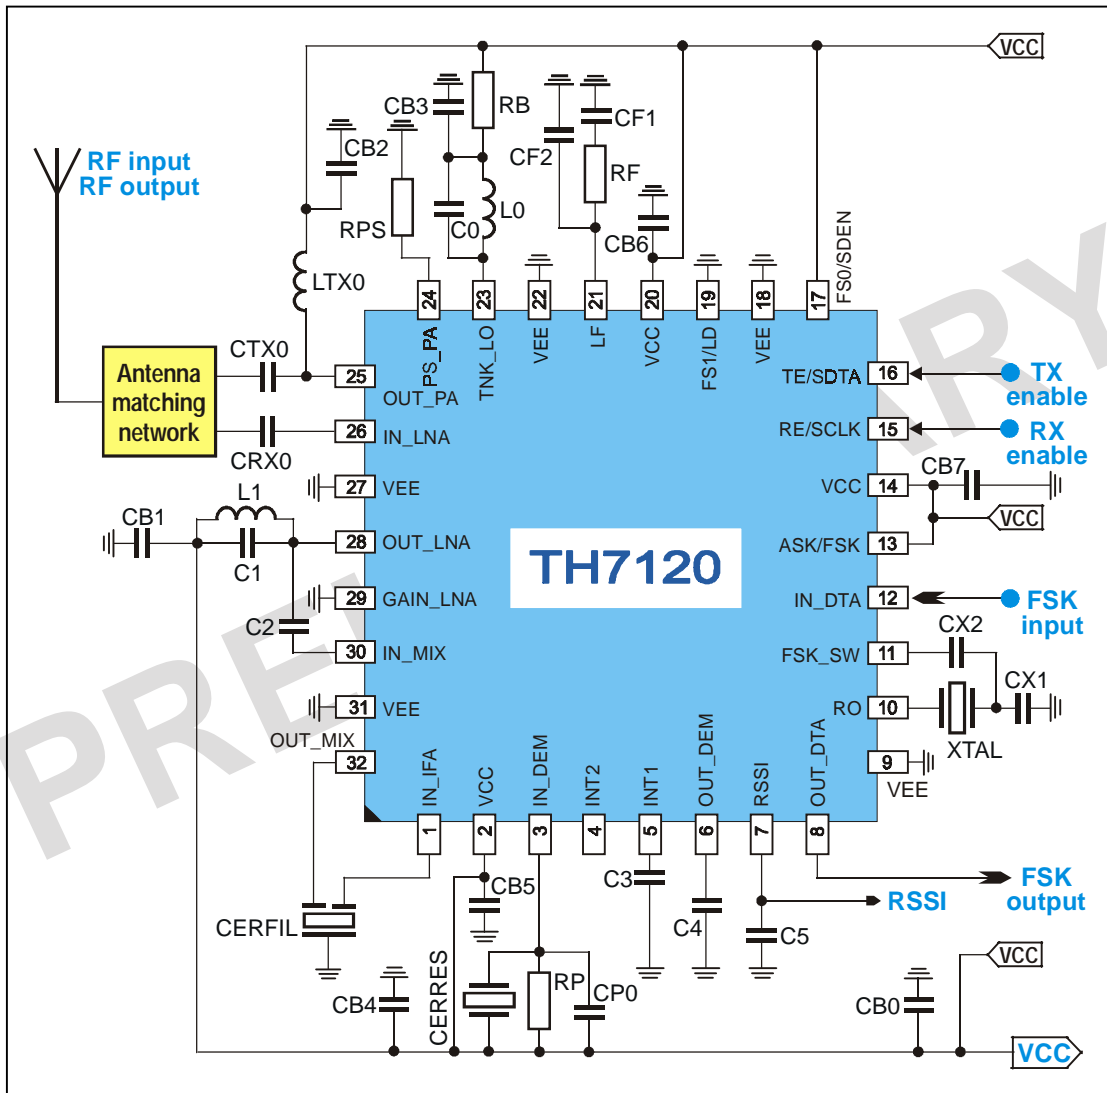 VCC
CB3
RB
CF1
CB2
CF2
RF
RF input
RF output
RPS
C0
L0
CB6
FS0/SDEN
LTX0
24
23
22
21
20
19
18
17
PS_PA
TNK_LO
VEE
LF
VCC
FS1/LD
VEE
CTX0
Antenna
matching
network
25
OUT_PA
26
IN_LNA
CRX0
27
VEE
L1
CB1
28
OUT_LNA
C1
29
GAIN_LNA
C2
30
IN_MIX
31
VEE
OUT_MIX
32
TH7120
TE/SDTA
16
TX
enable
RE/SCLK
15
RX
enable
CB7
VCC
14
VCC
ASK/FSK
13
IN_DTA
12
FSK
input
CX2
FSK_SW
11
CX1
RO
10
XTAL
9
VEE
IN_IFA
VCC
IN_DEM
INT2
INT1
OUT_DEM
RSSI
OUT_DTA
1
2
3
4
5
6
7
8
CERFIL
CB5
C3
C4
C5
RSSI
FSK
output
CERRES
RP
CP0
CB4
CB0
VCC
VCC
PRELIMINARY